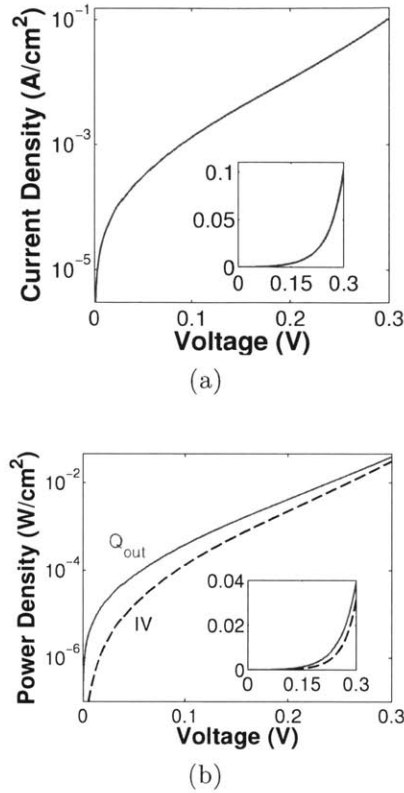 10^-1
10^-3
10^-5
Current Density (A/cm^2)
0.1
0.05
0
0 0.15 0.3
0 0.1 0.2 0.3
Voltage (V)
(a)
10^-2
10^-4
10^-6
Power Density (W/cm^2)
Q_out
IV
0.04
0.02
0
0 0.15 0.3
0 0.1 0.2 0.3
Voltage (V)
(b)